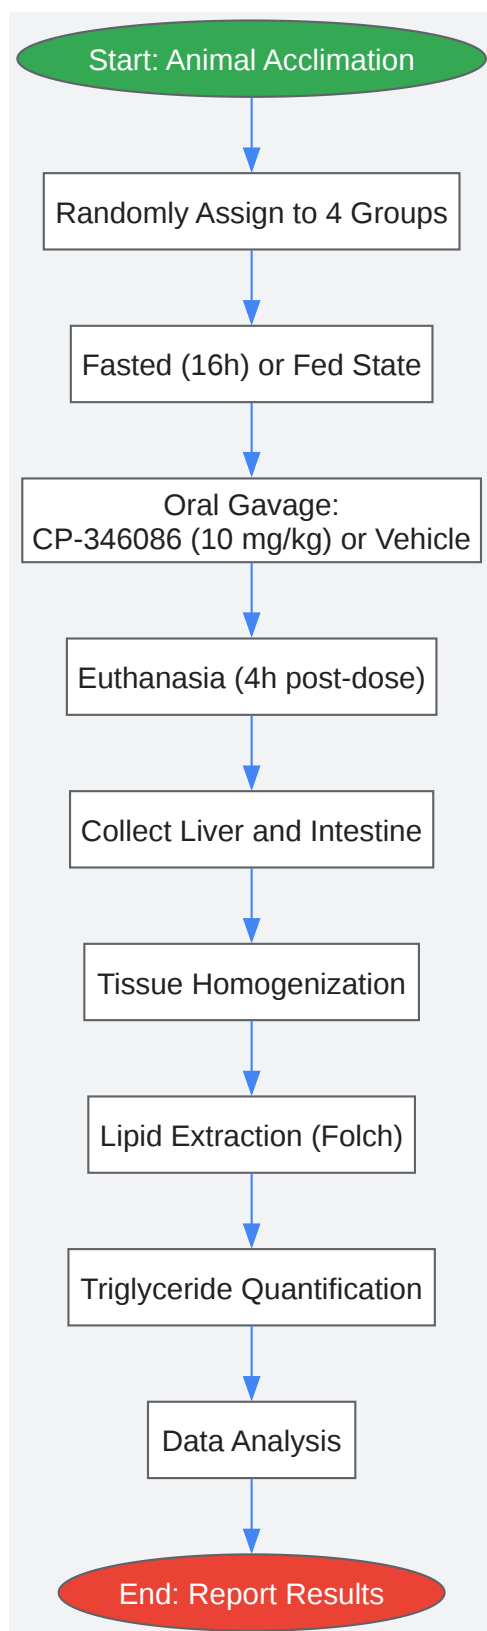 Start: Animal Acclimation
Randomly Assign to 4 Groups
Fasted (16h) or Fed State
Oral Gavage:
CP-346086 (10 mg/kg) or Vehicle
Euthanasia (4h post-dose)
Collect Liver and Intestine
Tissue Homogenization
Lipid Extraction (Folch)
Triglyceride Quantification
Data Analysis
End: Report Results